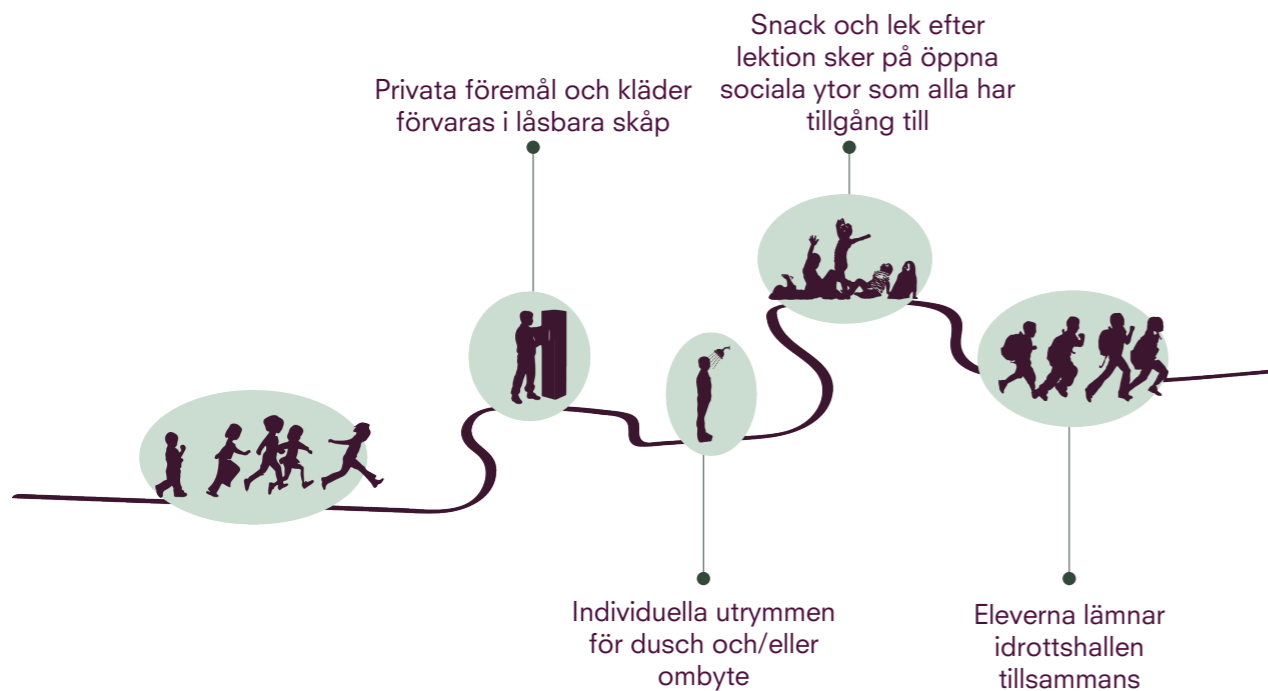 Privata föremål och kläder
förvaras i låsbara skåp
Snack och lek efter
lektion sker på öppna
sociala ytor som alla har
tillgång till
Individuella utrymmen
för dusch och/eller
ombyte
Eleverna lämnar
idrottshallen
tillsammans